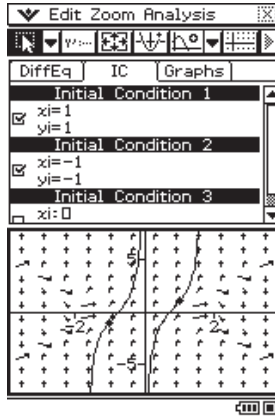 Edit Zoom Analysis
DiffEq IC Graphs
Initial Condition 1
xi=1
yi=1
Initial Condition 2
xi=-1
yi=-1
Initial Condition 3
xi:0
5
-2 2
-5